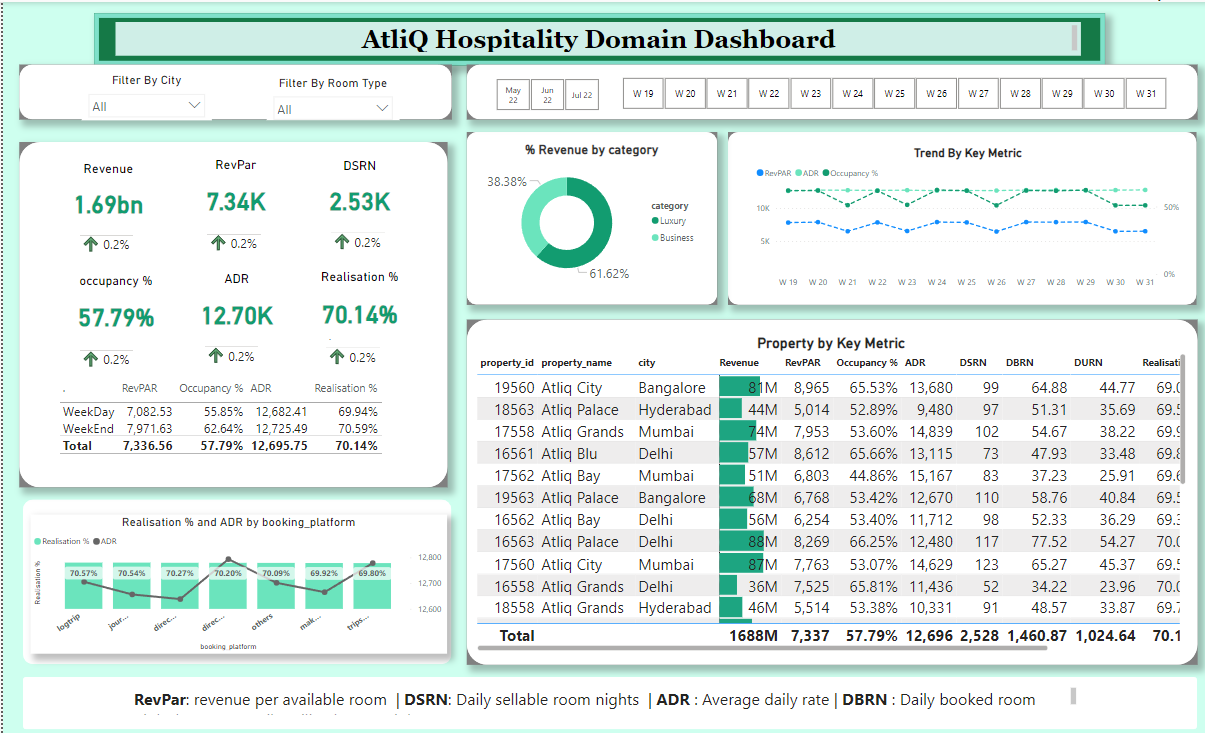 AtliQ Hospitality Domain Dashboard
Filter By City
All
Filter By Room Type
All
May 22
Jun 22
Jul 22
W 19 W 20 W 21 W 22 W 23 W 24 W 25 W 26 W 27 W 28 W 29 W 30 W 31
Revenue
1.69bn
0.2%
RevPar
7.34K
0.2%
DSRN
2.53K
0.2%
occupancy %
57.79%
0.2%
ADR
12.70K
0.2%
Realisation %
70.14%
0.2%
. RevPAR Occupancy % ADR Realisation %
WeekDay 7,082.53 55.85% 12,682.41 69.94%
WeekEnd 7,971.63 62.64% 12,725.49 70.59%
Total 7,336.56 57.79% 12,695.75 70.14%
% Revenue by category
38.38%
61.62%
category
Luxury
Business
Trend By Key Metric
RevPAR ADR Occupancy %
10K
5K
50%
0%
W 19 W 20 W 21 W 22 W 23 W 24 W 25 W 26 W 27 W 28 W 29 W 30 W 31
Property by Key Metric
property_id property_name city Revenue RevPAR Occupancy % ADR DSRN DBRN DURN Realisati
19560 Atliq City Bangalore 81M 8,965 65.53% 13,680 99 64.88 44.77 69.0
18563 Atliq Palace Hyderabad 44M 5,014 52.89% 9,480 97 51.31 35.69 69.5
17558 Atliq Grands Mumbai 74M 7,953 53.60% 14,839 102 54.67 38.22 69.9
16561 Atliq Blu Delhi 57M 8,612 65.66% 13,115 73 47.93 33.48 69.8
17562 Atliq Bay Mumbai 51M 6,803 44.86% 15,167 83 37.23 25.91 69.6
19563 Atliq Palace Bangalore 68M 6,768 53.42% 12,670 110 58.76 40.84 69.5
16562 Atliq Bay Delhi 56M 6,254 53.40% 11,712 98 52.33 36.29 69.3
16563 Atliq Palace Delhi 88M 8,269 66.25% 12,480 117 77.52 54.27 70.0
17560 Atliq City Mumbai 87M 7,763 53.07% 14,629 123 65.27 45.37 69.5
16558 Atliq Grands Delhi 36M 7,525 65.81% 11,436 52 34.22 23.96 70.0
18558 Atliq Grands Hyderabad 46M 5,514 53.38% 10,331 91 48.57 33.87 69.7
Total 1688M 7,337 57.79% 12,696 2,528 1,460.87 1,024.64 70.1
Realisation % and ADR by booking_platform
Realisation % ADR
Realisation %
70.57% 70.54% 70.27% 70.20% 70.09% 69.92% 69.80%
12,800
12,700
12,600
logtrip jour... direc... direc... others mak... trips...
booking_platform
RevPar: revenue per available room | DSRN: Daily sellable room nights | ADR : Average daily rate | DBRN : Daily booked room